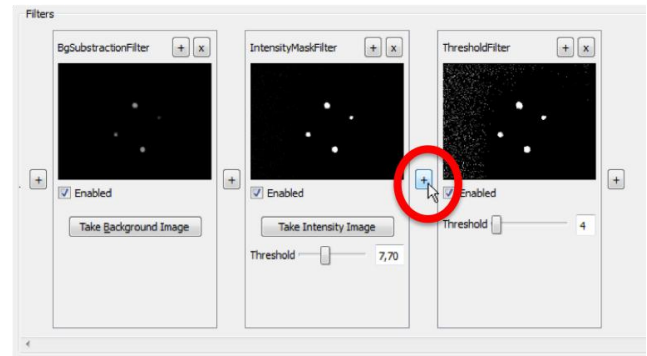 Filters
BgSubstractionFilter + x
IntensityMaskFilter + x
ThresholdFilter + x
+ + + +
Enabled
Enabled
Enabled
Take Background Image
Take Intensity Image
Threshold 4
Threshold 7,70